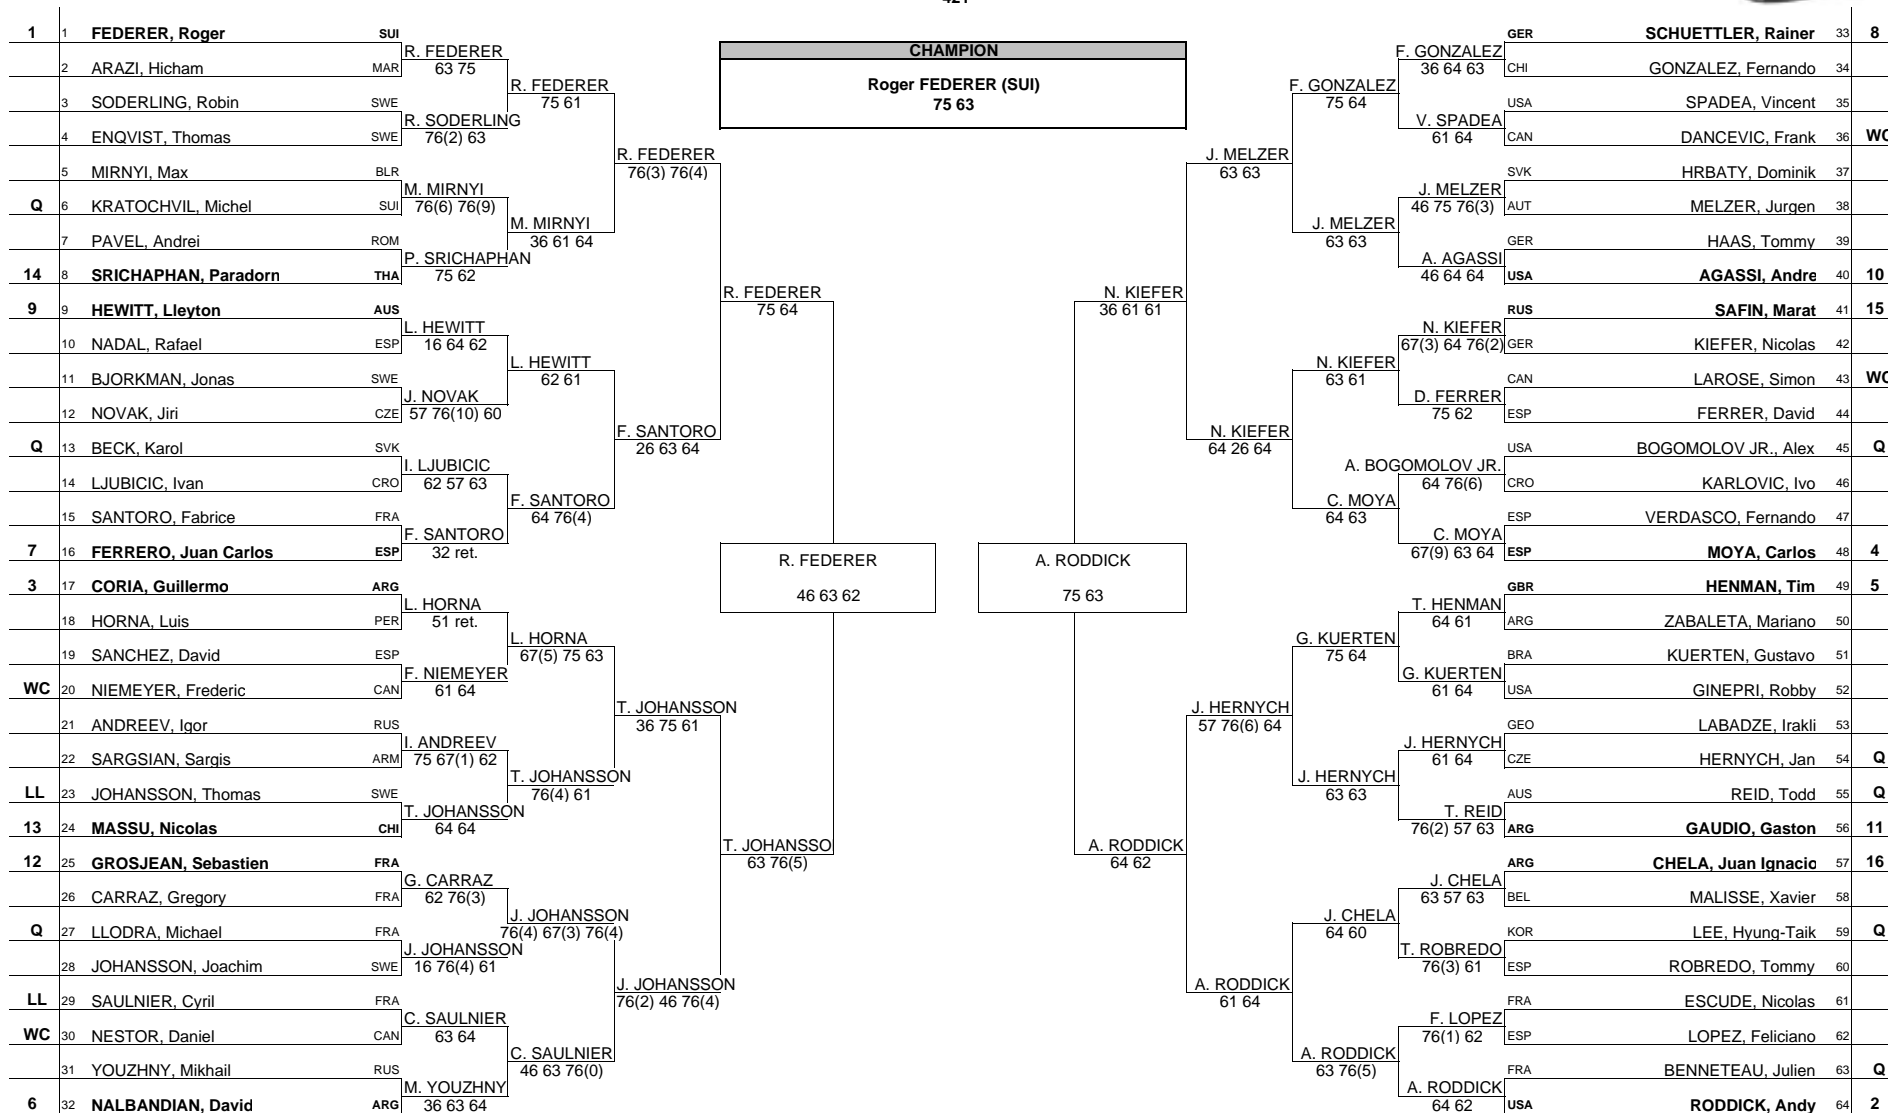 421
1 1 FEDERER, Roger SUI
2 ARAZI, Hicham MAR
3 SODERLING, Robin SWE
4 ENQVIST, Thomas SWE
5 MIRNYI, Max BLR
Q 6 KRATOCHVIL, Michel SUI
7 PAVEL, Andrei ROM
14 8 SRICHAPHAN, Paradorn THA
9 9 HEWITT, Lleyton AUS
10 NADAL, Rafael ESP
11 BJORKMAN, Jonas SWE
12 NOVAK, Jiri CZE
Q 13 BECK, Karol SVK
14 LJUBICIC, Ivan CRO
15 SANTORO, Fabrice FRA
7 16 FERRERO, Juan Carlos ESP
3 17 CORIA, Guillermo ARG
18 HORNA, Luis PER
19 SANCHEZ, David ESP
WC 20 NIEMEYER, Frederic CAN
21 ANDREEV, Igor RUS
22 SARGSIAN, Sargis ARM
LL 23 JOHANSSON, Thomas SWE
13 24 MASSU, Nicolas CHI
12 25 GROSJEAN, Sebastien FRA
26 CARRAZ, Gregory FRA
Q 27 LLODRA, Michael FRA
28 JOHANSSON, Joachim SWE
LL 29 SAULNIER, Cyril FRA
WC 30 NESTOR, Daniel CAN
31 YOUZHNY, Mikhail RUS
6 32 NALBANDIAN, David ARG
R. FEDERER
63 75
R. SODERLING
76(2) 63
M. MIRNYI
76(6) 76(9)
P. SRICHAPHAN
75 62
L. HEWITT
16 64 62
J. NOVAK
57 76(10) 60
I. LJUBICIC
62 57 63
F. SANTORO
32 ret.
L. HORNA
51 ret.
F. NIEMEYER
61 64
I. ANDREEV
75 67(1) 62
T. JOHANSSON
64 64
G. CARRAZ
62 76(3)
J. JOHANSSON
16 76(4) 61
C. SAULNIER
63 64
M. YOUZHNY
36 63 64
R. FEDERER
75 61
M. MIRNYI
36 61 64
L. HEWITT
62 61
F. SANTORO
64 76(4)
L. HORNA
67(5) 75 63
T. JOHANSSON
76(4) 61
J. JOHANSSON
76(4) 67(3) 76(4)
C. SAULNIER
46 63 76(0)
R. FEDERER
76(3) 76(4)
F. SANTORO
26 63 64
T. JOHANSSON
36 75 61
J. JOHANSSON
76(2) 46 76(4)
R. FEDERER
75 64
T. JOHANSSO
63 76(5)
R. FEDERER
46 63 62
CHAMPION
Roger FEDERER (SUI)
75 63
A. RODDICK
75 63
N. KIEFER
36 61 61
A. RODDICK
64 62
J. MELZER
63 63
N. KIEFER
64 26 64
J. HERNYCH
57 76(6) 64
A. RODDICK
61 64
F. GONZALEZ
75 64
J. MELZER
63 63
N. KIEFER
63 61
C. MOYA
64 63
G. KUERTEN
75 64
J. HERNYCH
63 63
J. CHELA
64 60
A. RODDICK
63 76(5)
F. GONZALEZ
36 64 63
V. SPADEA
61 64
J. MELZER
46 75 76(3)
A. AGASSI
46 64 64
N. KIEFER
67(3) 64 76(2)
D. FERRER
75 62
A. BOGOMOLOV JR.
64 76(6)
C. MOYA
67(9) 63 64
T. HENMAN
64 61
G. KUERTEN
61 64
J. HERNYCH
61 64
T. REID
76(2) 57 63
J. CHELA
63 57 63
T. ROBREDO
76(3) 61
F. LOPEZ
76(1) 62
A. RODDICK
64 62
GER SCHUETTLER, Rainer 33 8
CHI GONZALEZ, Fernando 34
USA SPADEA, Vincent 35
CAN DANCEVIC, Frank 36 WC
SVK HRBATY, Dominik 37
AUT MELZER, Jurgen 38
GER HAAS, Tommy 39
USA AGASSI, Andre 40 10
RUS SAFIN, Marat 41 15
GER KIEFER, Nicolas 42
CAN LAROSE, Simon 43 WC
ESP FERRER, David 44
USA BOGOMOLOV JR., Alex 45 Q
CRO KARLOVIC, Ivo 46
ESP VERDASCO, Fernando 47
ESP MOYA, Carlos 48 4
GBR HENMAN, Tim 49 5
ARG ZABALETA, Mariano 50
BRA KUERTEN, Gustavo 51
USA GINEPRI, Robby 52
GEO LABADZE, Irakli 53
CZE HERNYCH, Jan 54 Q
AUS REID, Todd 55 Q
ARG GAUDIO, Gaston 56 11
ARG CHELA, Juan Ignacio 57 16
BEL MALISSE, Xavier 58
KOR LEE, Hyung-Taik 59 Q
ESP ROBREDO, Tommy 60
FRA ESCUDE, Nicolas 61
ESP LOPEZ, Feliciano 62
FRA BENNETEAU, Julien 63 Q
USA RODDICK, Andy 64 2